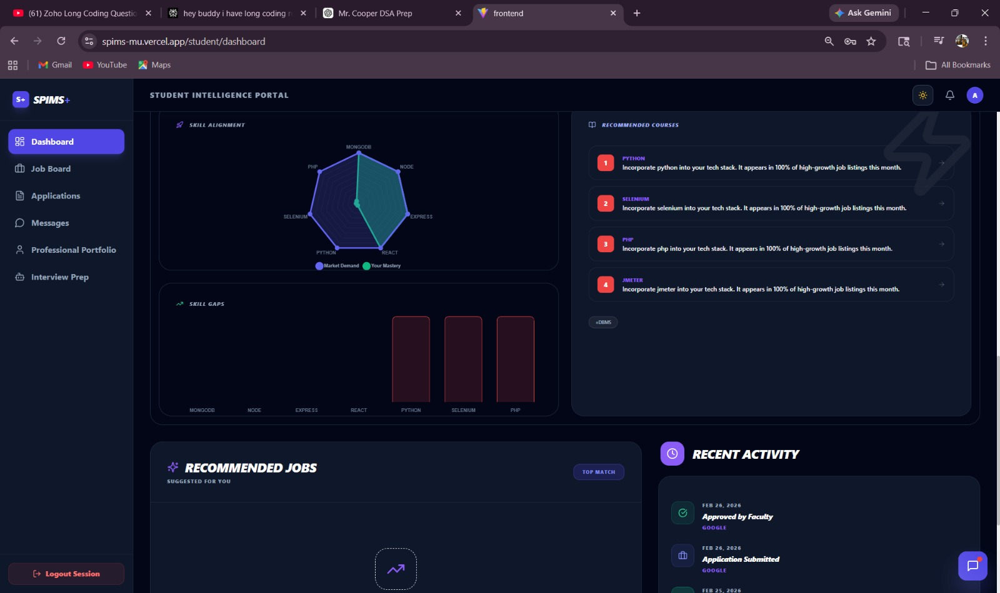 (61) Zoho Long Coding Questio
hey buddy i have long coding r
Mr. Cooper DSA Prep
frontend
Ask Gemini
spims-mu.vercel.app/student/dashboard
Gmail
YouTube
Maps
All Bookmarks
S+
SPIMS+
STUDENT INTELLIGENCE PORTAL
A
Dashboard
Job Board
Applications
Messages
Professional Portfolio
Interview Prep
Logout Session
SKILL ALIGNMENT
MONGODB
PHP
NODE
SELENIUM
EXPRESS
PYTHON
REACT
Market Demand
Your Mastery
SKILL GAPS
MONGODB
NODE
EXPRESS
REACT
PYTHON
SELENIUM
PHP
RECOMMENDED COURSES
1
PYTHON
Incorporate python into your tech stack. It appears in 100% of high-growth job listings this month.
2
SELENIUM
Incorporate selenium into your tech stack. It appears in 100% of high-growth job listings this month.
3
PHP
Incorporate php into your tech stack. It appears in 100% of high-growth job listings this month.
4
JMETER
Incorporate jmeter into your tech stack. It appears in 100% of high-growth job listings this month.
+DBMS
RECOMMENDED JOBS
SUGGESTED FOR YOU
TOP MATCH
RECENT ACTIVITY
FEB 26, 2026
Approved by Faculty
GOOGLE
FEB 26, 2026
Application Submitted
GOOGLE
FEB 25, 2026